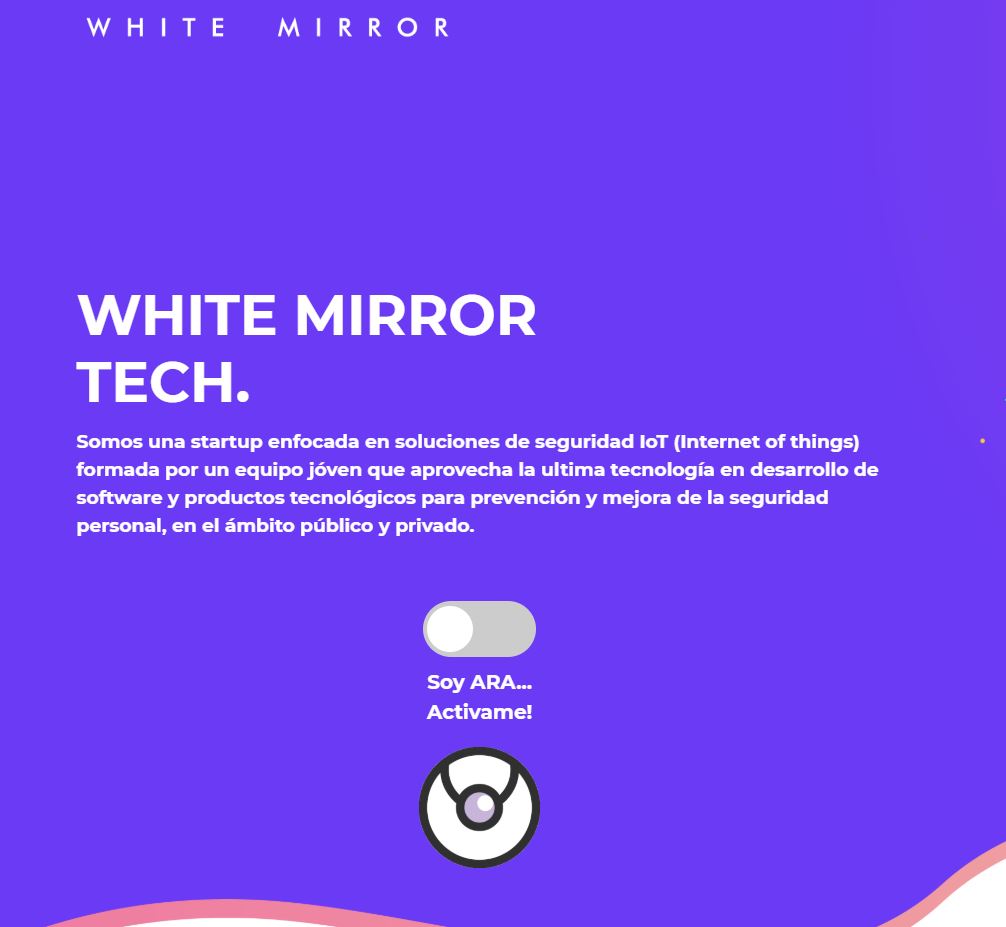 WHITE MIRROR
WHITE MIRROR
TECH.
Somos una startup enfocada en soluciones de seguridad IoT (Internet of things)
formada por un equipo jóven que aprovecha la ultima tecnología en desarrollo de
software y productos tecnológicos para prevención y mejora de la seguridad
personal, en el ámbito público y privado.
Soy ARA...
Activame!